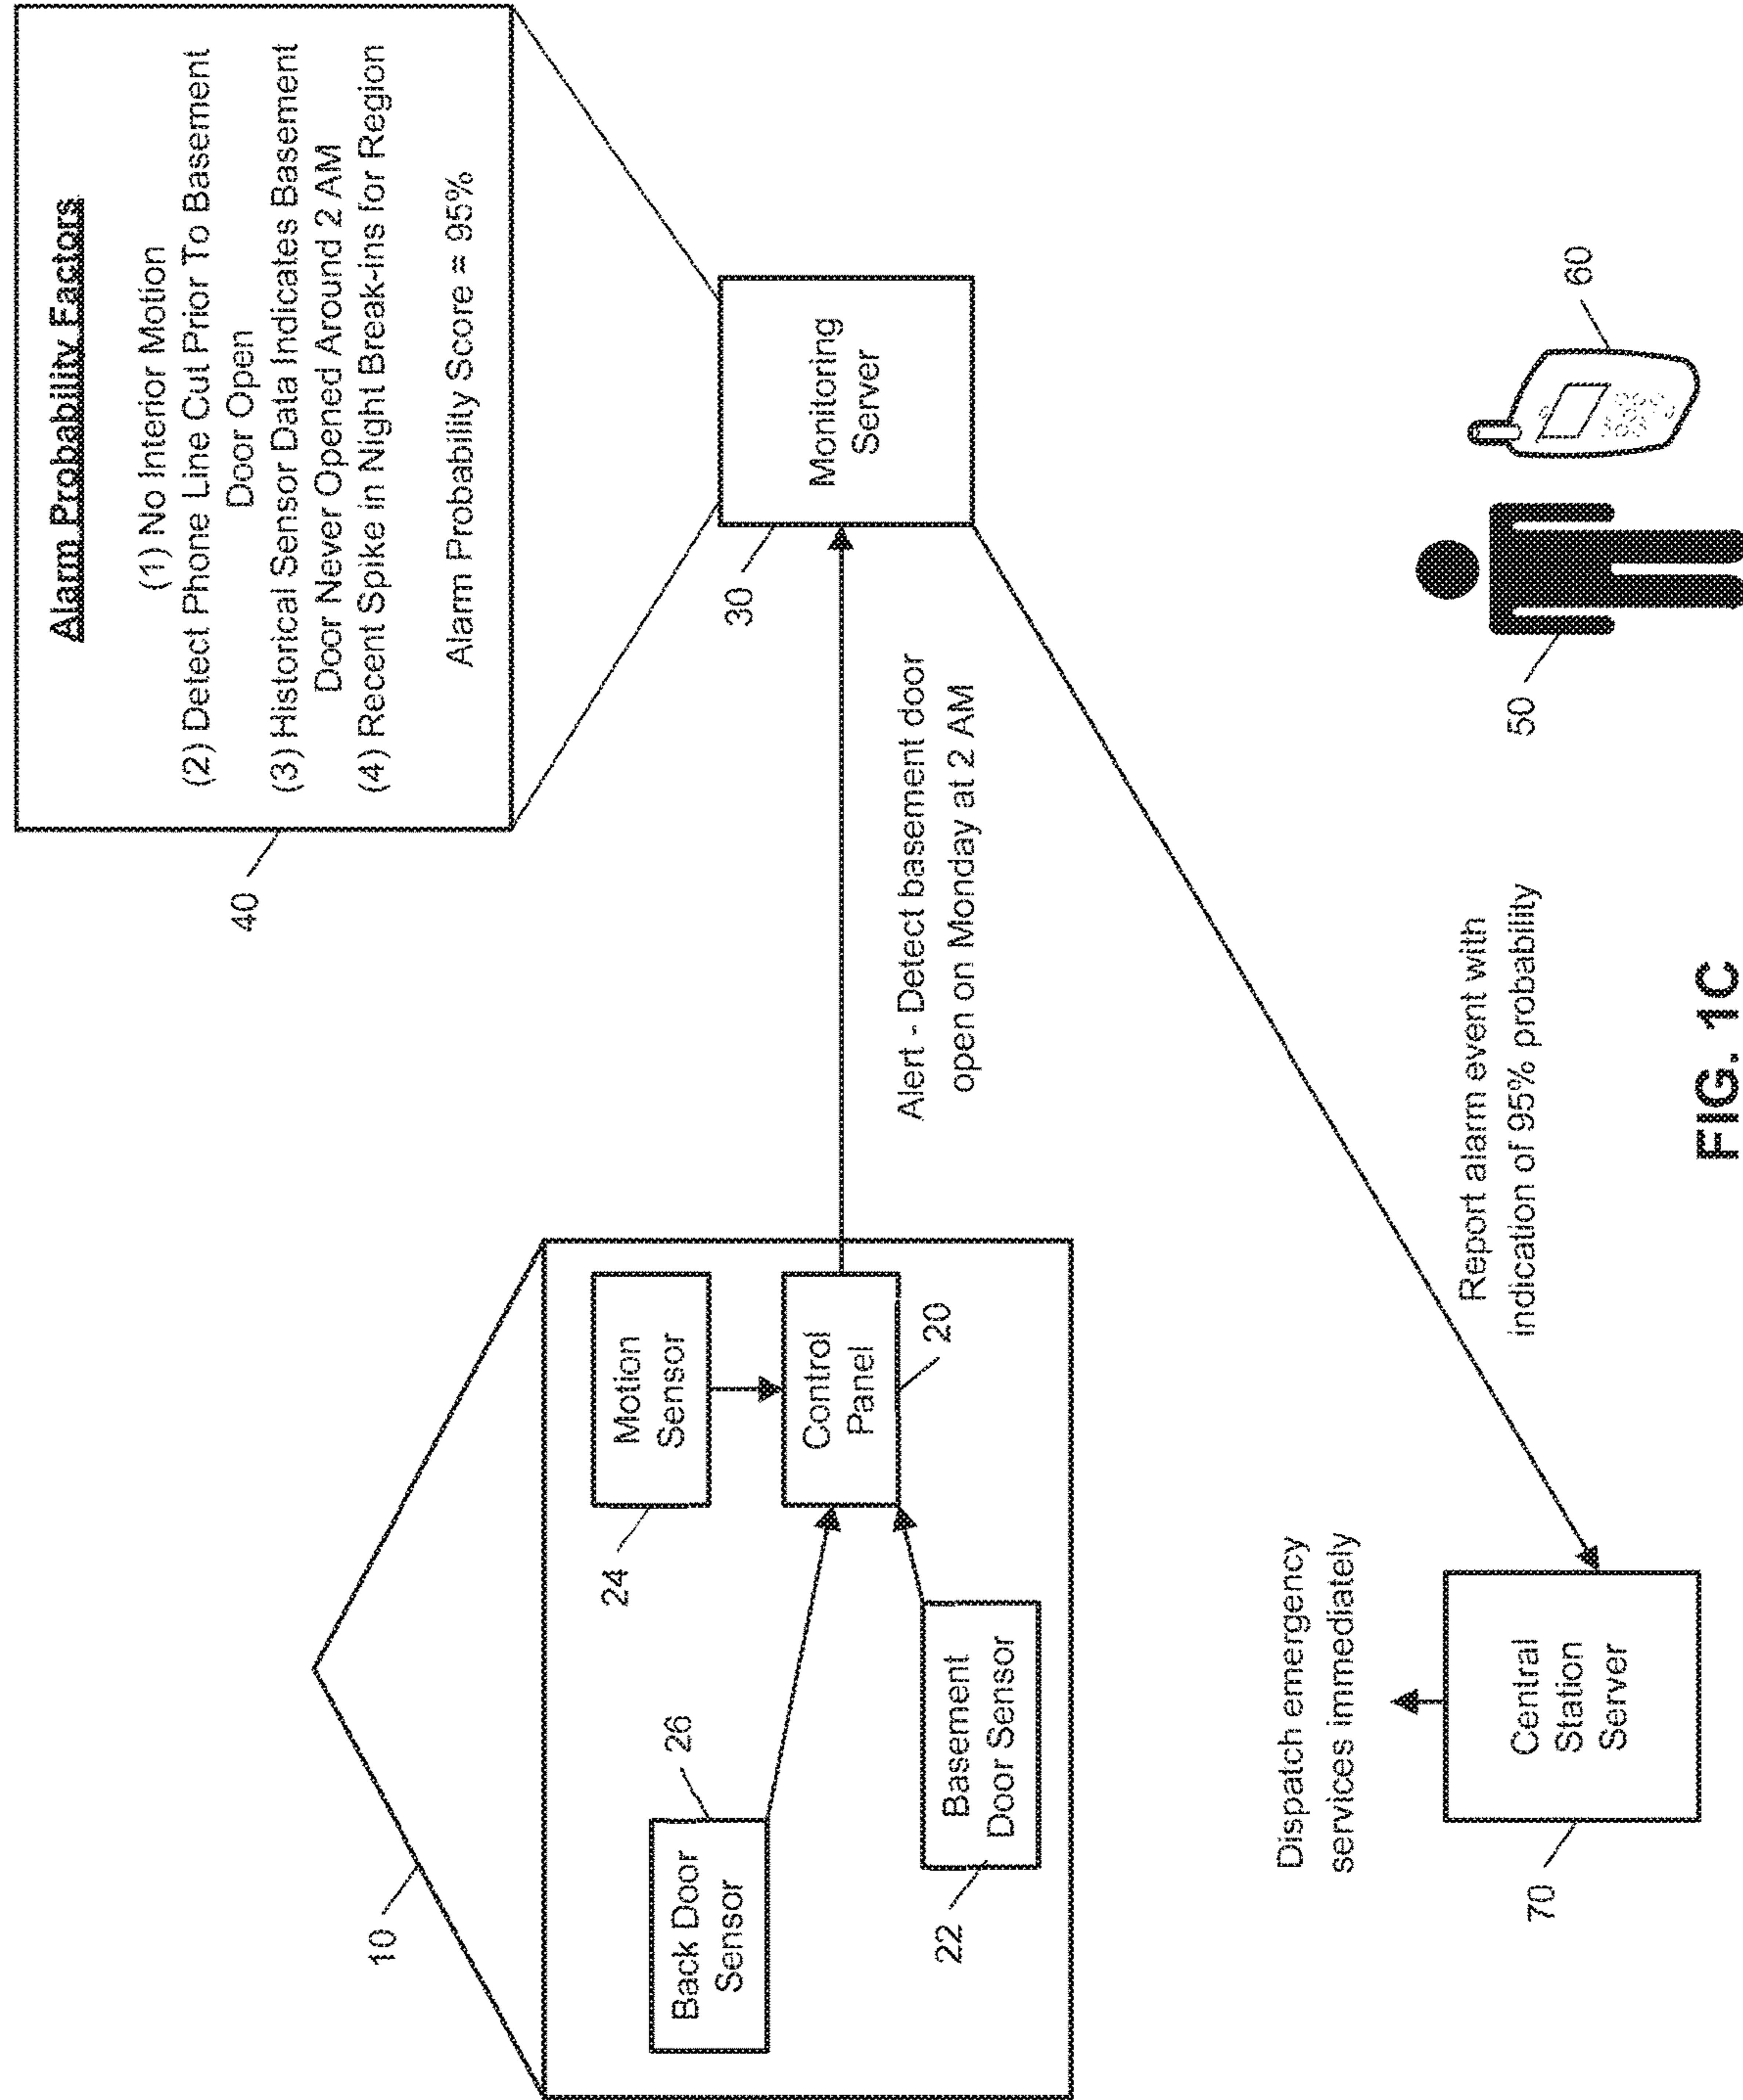 Alarm Probability Factors
(1) No Interior Motion
(2) Detect Phone Line Cut Prior To Basement
Door Open
(3) Historical Sensor Data Indicates Basement
Door Never Opened Around 2 AM
(4) Recent Spike in Night Break-ins for Region
Alarm Probability Score = 95%
40
10
Back Door
Sensor
26
24
Motion
Sensor
Control
Panel
20
Basement
Door Sensor
22
Alert - Detect basement door
open on Monday at 2 AM
30
Monitoring
Server
Dispatch emergency
services immediately
Central
Station
Server
70
Report alarm event with
indication of 95% probability
50
60
FIG. 1C